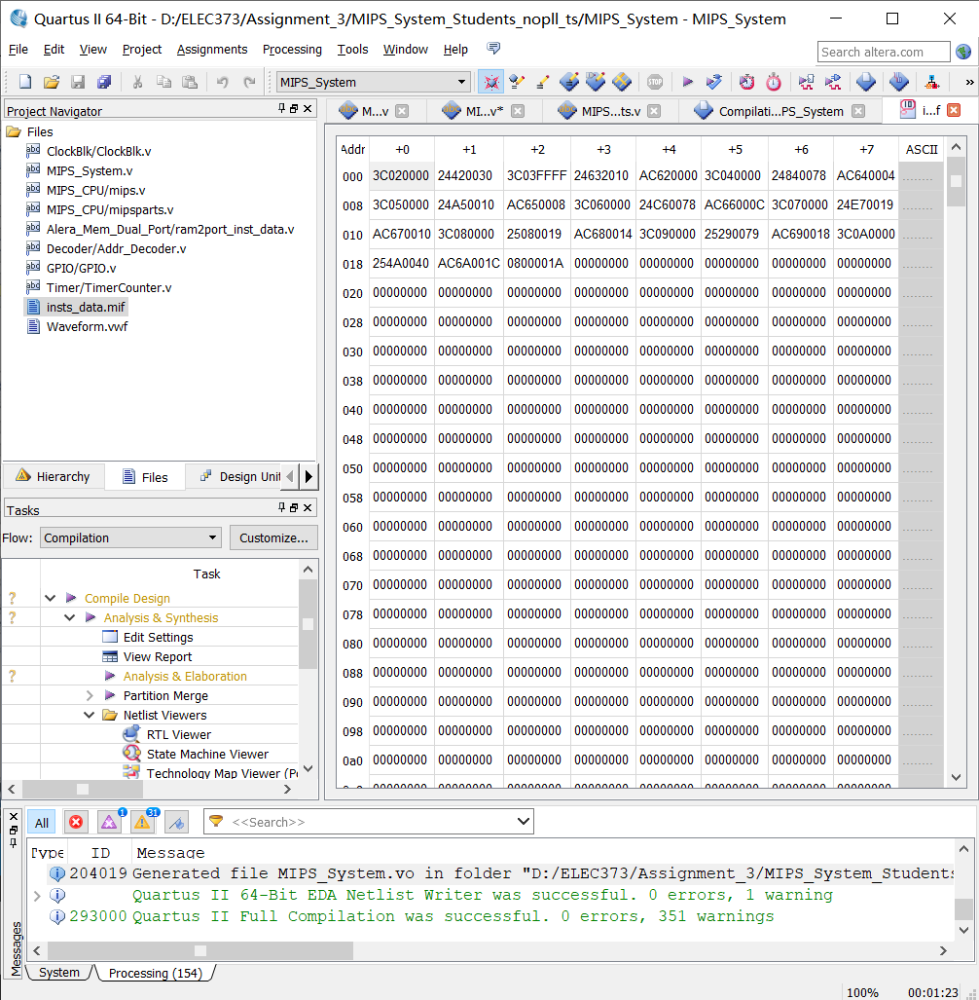 Quartus II 64-Bit - D:/ELEC373/Assignment_3/MIPS_System_Students_nopll_ts/MIPS_System - MIPS_System
File Edit View Project Assignments Processing Tools Window Help
Search altera.com
MIPS_System
STOP
»
Project Navigator
Files
ClockBlk/ClockBlk.v
MIPS_System.v
MIPS_CPU/mips.v
MIPS_CPU/mipsparts.v
Alera_Mem_Dual_Port/ram2port_inst_data.v
Decoder/Addr_Decoder.v
GPIO/GPIO.v
Timer/TimerCounter.v
insts_data.mif
Waveform.vwf
Hierarchy Files Design Unit
Tasks
Flow: Compilation Customize...
Task
Compile Design
Analysis & Synthesis
Edit Settings
View Report
Analysis & Elaboration
Partition Merge
Netlist Viewers
RTL Viewer
State Machine Viewer
Technology Map Viewer (P
M...v MI...v* MIPS...ts.v Compilati...PS_System i...f
Addr +0 +1 +2 +3 +4 +5 +6 +7 ASCII
000 3C020000 24420030 3C03FFFF 24632010 AC620000 3C040000 24840078 AC640004 ........
008 3C050000 24A50010 AC650008 3C060000 24C60078 AC66000C 3C070000 24E70019 ........
010 AC670010 3C080000 25080019 AC680014 3C090000 25290079 AC690018 3C0A0000 ........
018 254A0040 AC6A001C 0800001A 00000000 00000000 00000000 00000000 00000000 ........
020 00000000 00000000 00000000 00000000 00000000 00000000 00000000 00000000 ........
028 00000000 00000000 00000000 00000000 00000000 00000000 00000000 00000000 ........
030 00000000 00000000 00000000 00000000 00000000 00000000 00000000 00000000 ........
038 00000000 00000000 00000000 00000000 00000000 00000000 00000000 00000000 ........
040 00000000 00000000 00000000 00000000 00000000 00000000 00000000 00000000 ........
048 00000000 00000000 00000000 00000000 00000000 00000000 00000000 00000000 ........
050 00000000 00000000 00000000 00000000 00000000 00000000 00000000 00000000 ........
058 00000000 00000000 00000000 00000000 00000000 00000000 00000000 00000000 ........
060 00000000 00000000 00000000 00000000 00000000 00000000 00000000 00000000 ........
068 00000000 00000000 00000000 00000000 00000000 00000000 00000000 00000000 ........
070 00000000 00000000 00000000 00000000 00000000 00000000 00000000 00000000 ........
078 00000000 00000000 00000000 00000000 00000000 00000000 00000000 00000000 ........
080 00000000 00000000 00000000 00000000 00000000 00000000 00000000 00000000 ........
088 00000000 00000000 00000000 00000000 00000000 00000000 00000000 00000000 ........
090 00000000 00000000 00000000 00000000 00000000 00000000 00000000 00000000 ........
098 00000000 00000000 00000000 00000000 00000000 00000000 00000000 00000000 ........
0a0 00000000 00000000 00000000 00000000 00000000 00000000 00000000 00000000 ........
All 1 31 <<Search>>
Type ID Message
204019 Generated file MIPS_System.vo in folder "D:/ELEC373/Assignment_3/MIPS_System_Students
Quartus II 64-Bit EDA Netlist Writer was successful. 0 errors, 1 warning
293000 Quartus II Full Compilation was successful. 0 errors, 351 warnings
Messages
System Processing (154)
100% 00:01:23